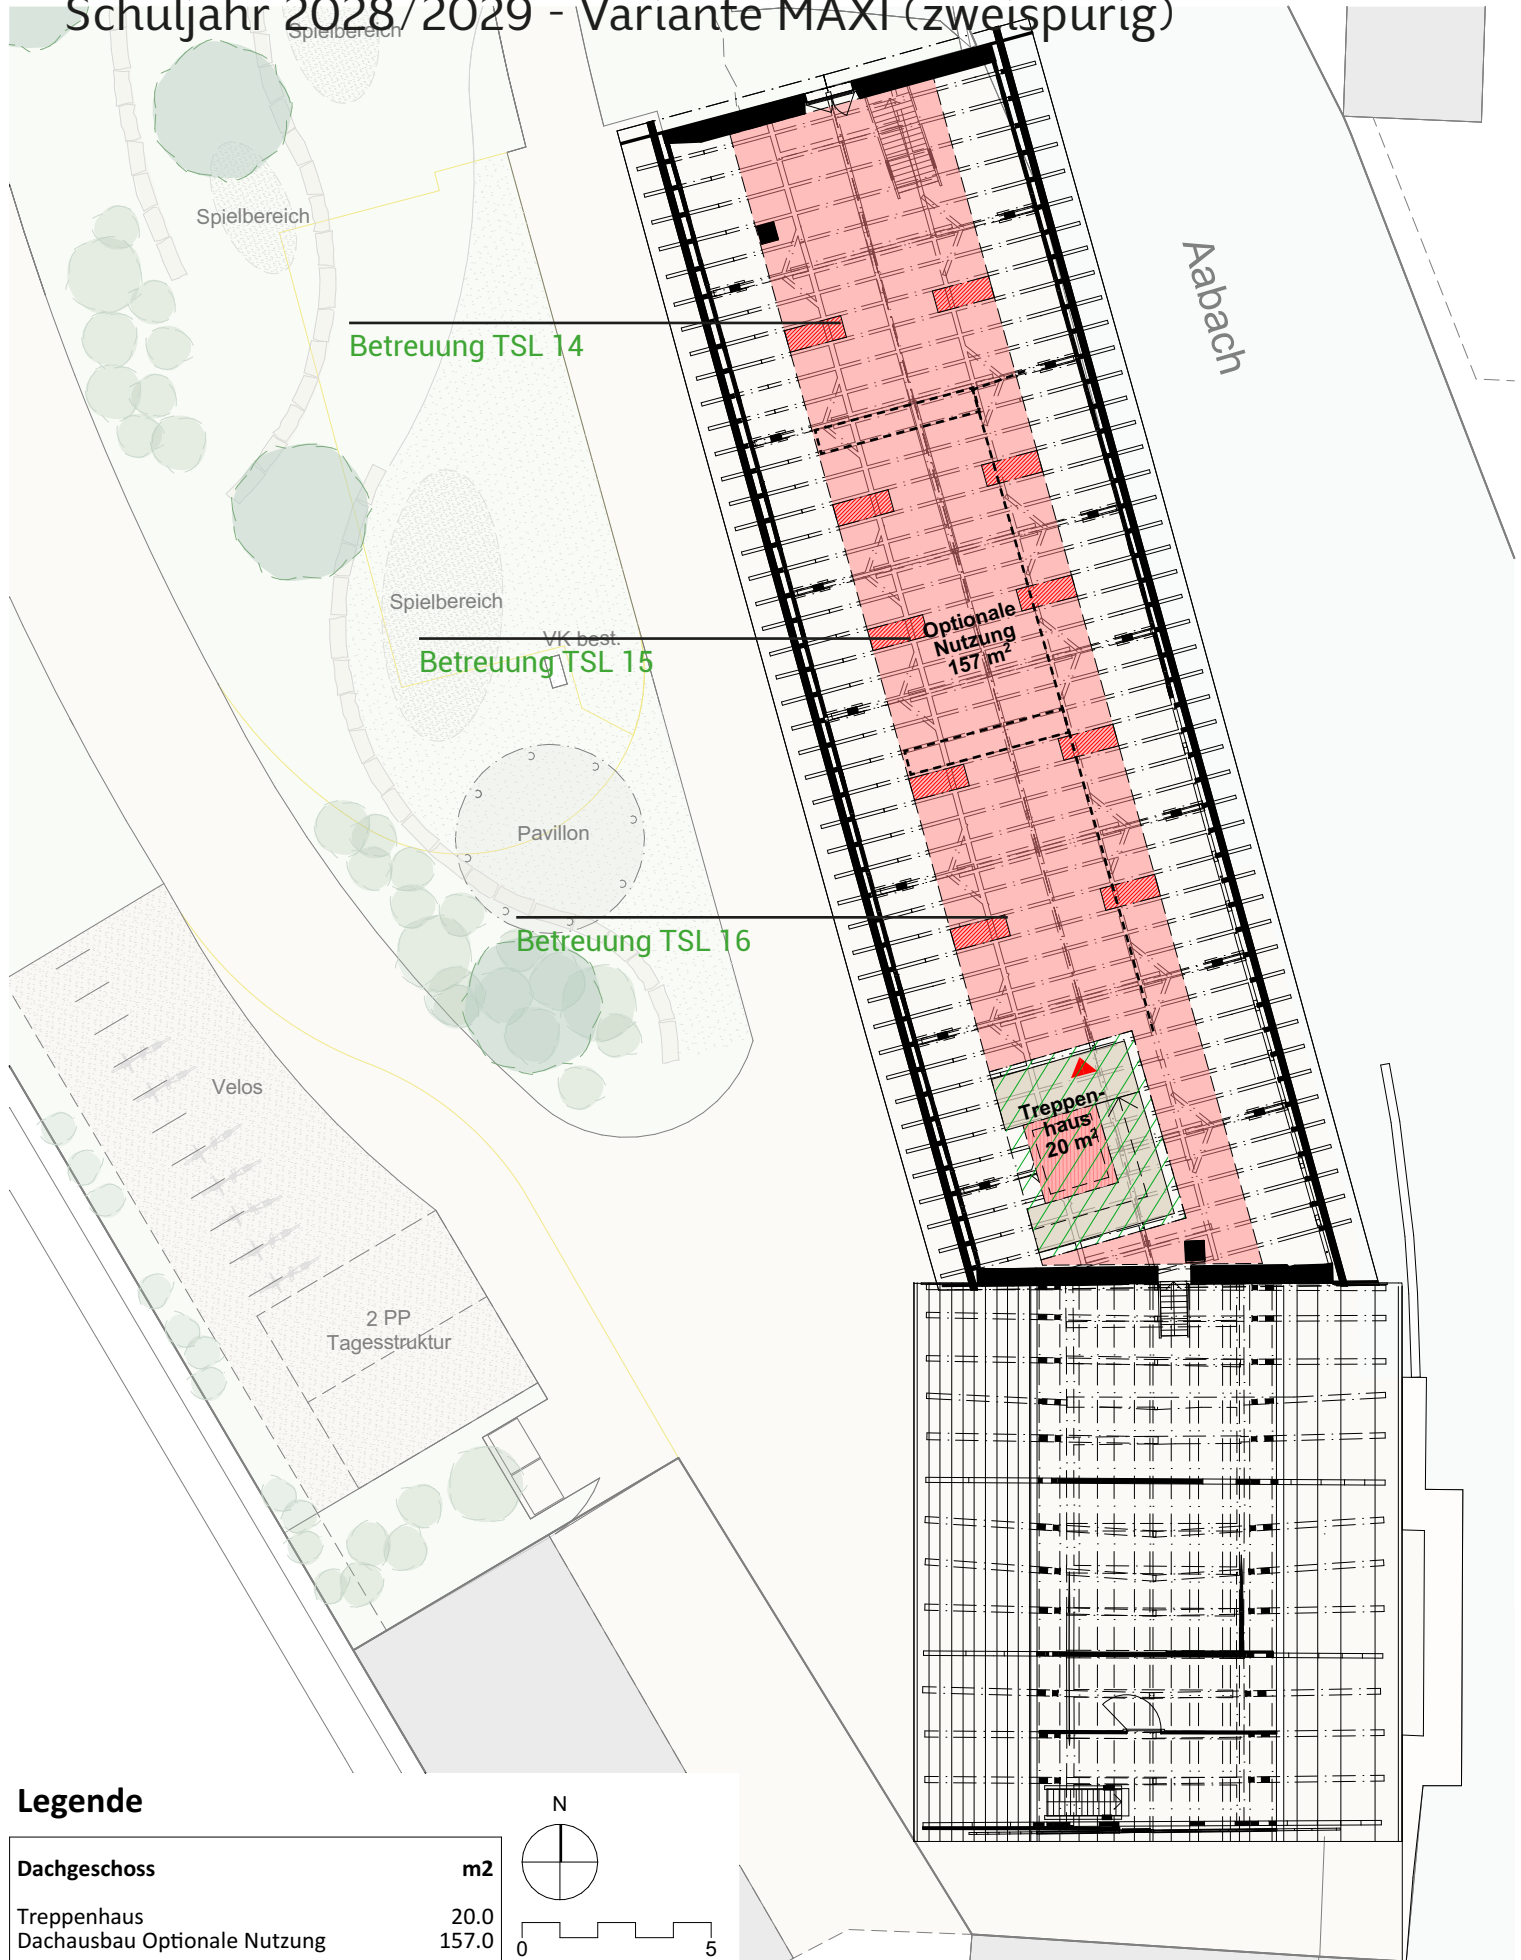 Schuljahr 2028/2029 - Variante MAXI (zweispurig)
Spielbereich
Spielbereich
Aabach
Betreuung TSL 14
Spielbereich
Optionale
Nutzung
157 m²
VK best.
Betreuung TSL 15
Pavillon
Betreuung TSL 16
Velos
Treppen-
haus
20 m²
2 PP
Tagesstruktur
Legende
Dachgeschoss m2
Treppenhaus 20.0
Dachausbau Optionale Nutzung 157.0
N
0 5